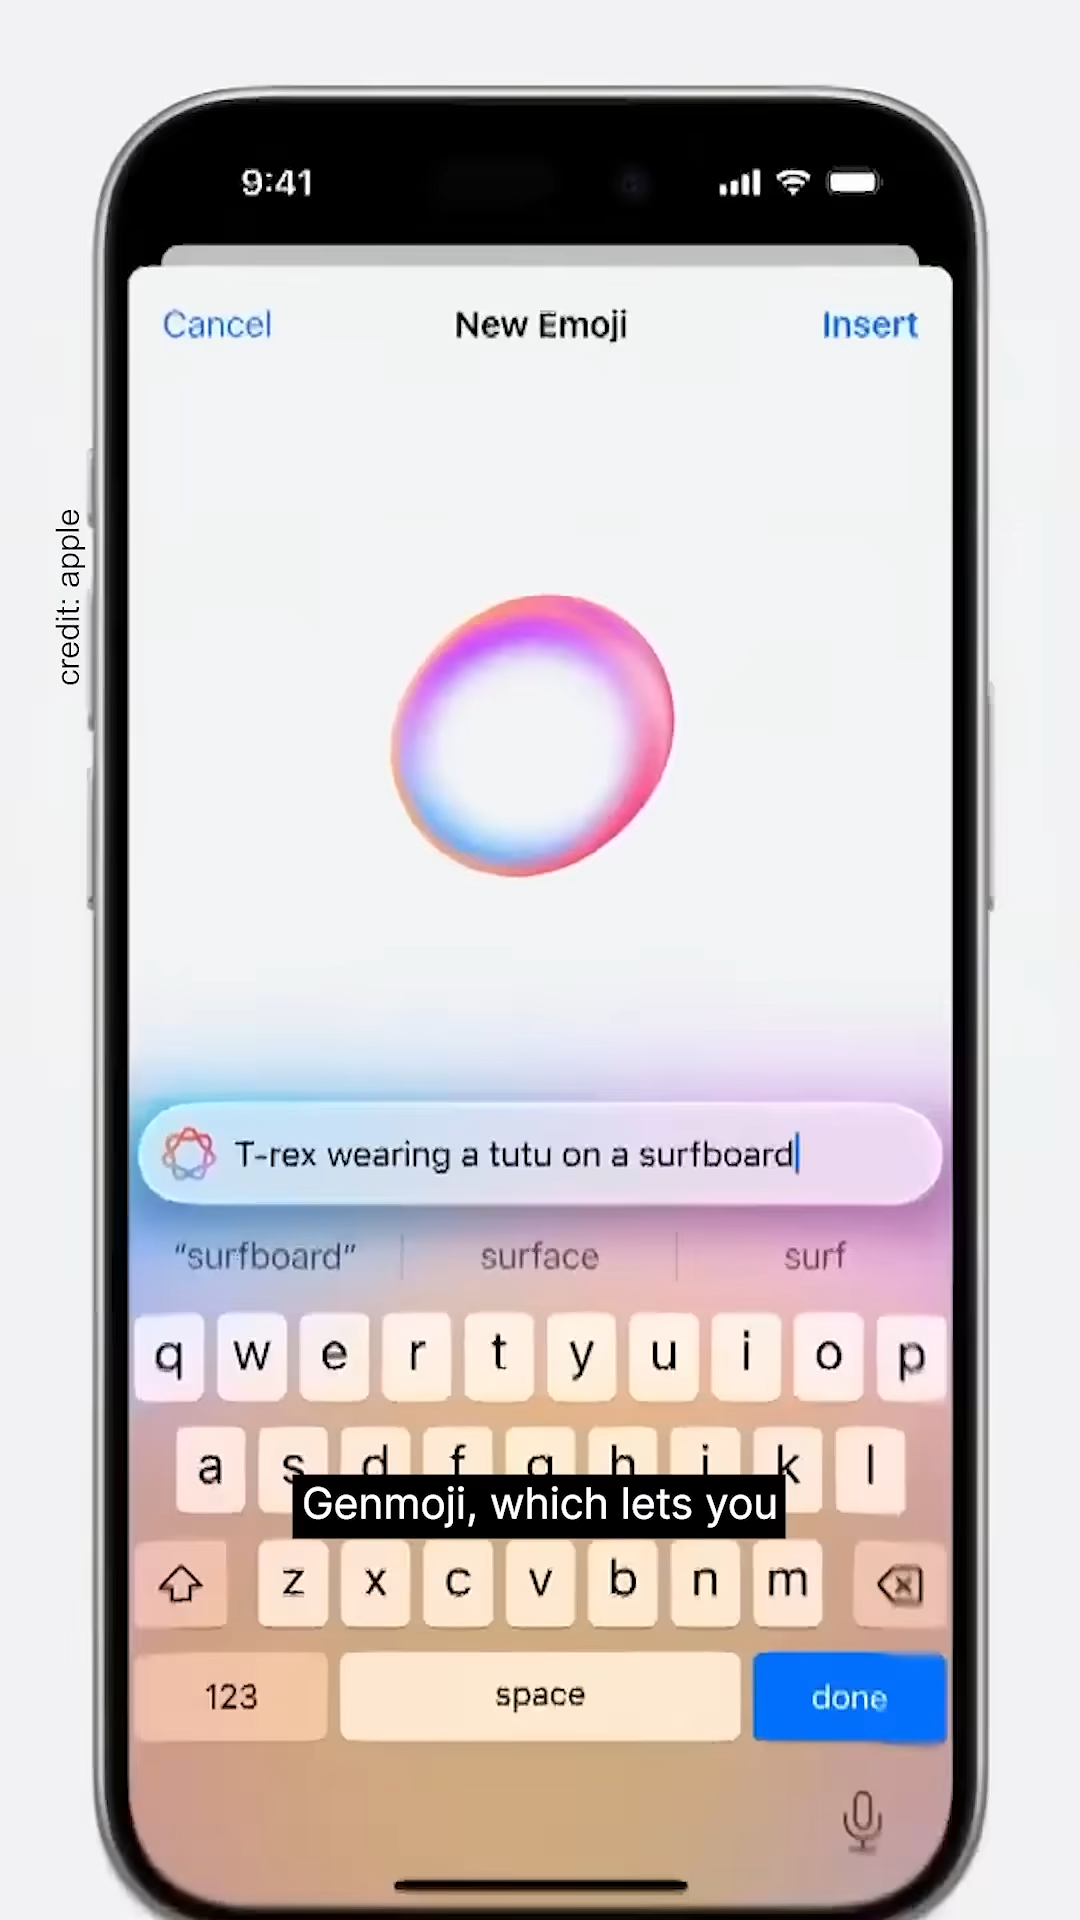 9:41
Cancel New Emoji Insert
credit: apple
T-rex wearing a tutu on a surfboard
“surfboard” surface surf
q w e r t y u i o p
a s d f g h j k l
Genmoji, which lets you
z x c v b n m
123 space done